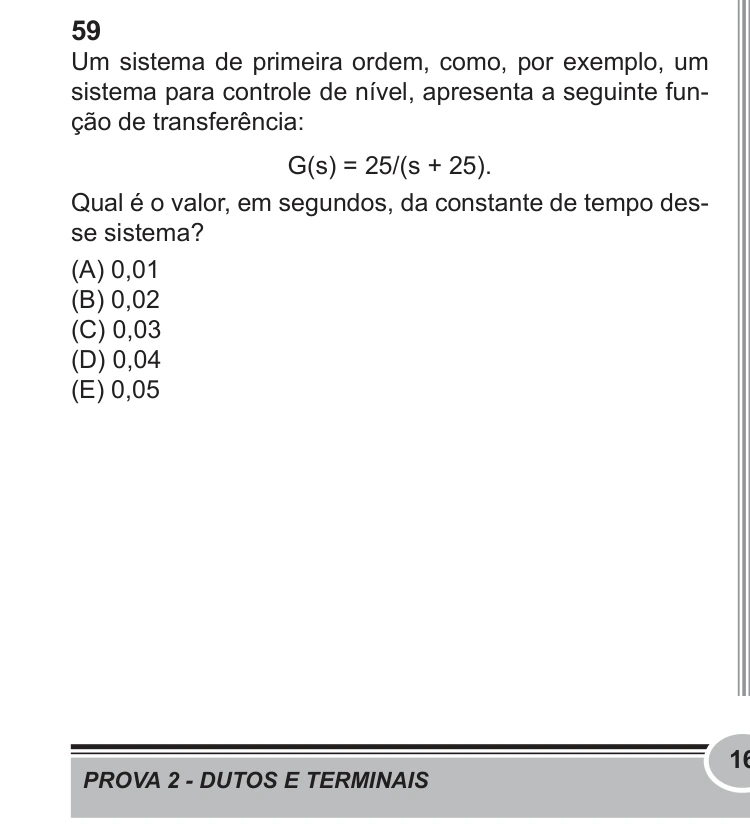 59
Um sistema de primeira ordem, como, por exemplo, um
sistema para controle de nível, apresenta a seguinte fun-
ção de transferência:
G(s) = 25/(s + 25).
Qual é o valor, em segundos, da constante de tempo des-
se sistema?
(A) 0,01
(B) 0,02
(C) 0,03
(D) 0,04
(E) 0,05
PROVA 2 - DUTOS E TERMINAIS
16